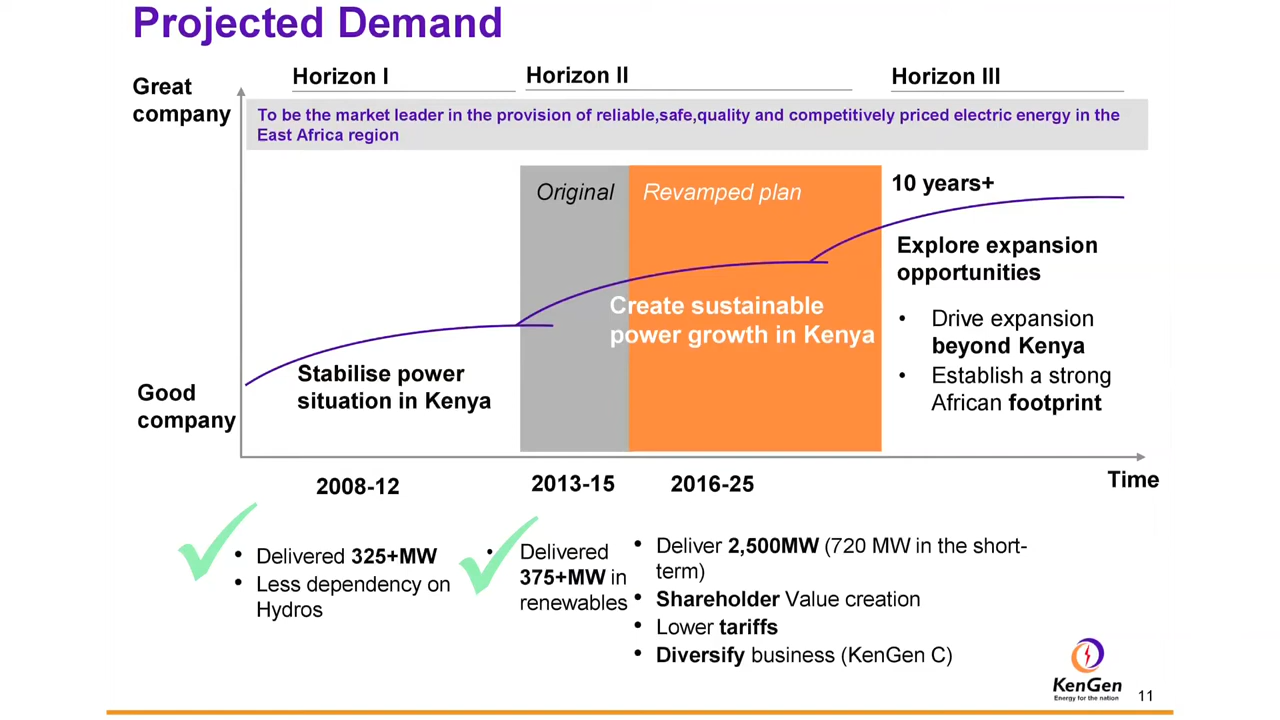 Projected Demand
Horizon I
Horizon II
Horizon III
Great
company
To be the market leader in the provision of reliable,safe,quality and competitively priced electric energy in the
East Africa region
Original
Revamped plan
10 years+
Explore expansion
opportunities
• Drive expansion
beyond Kenya
• Establish a strong
African footprint
Create sustainable
power growth in Kenya
Stabilise power
situation in Kenya
Good
company
2008-12
2013-15
2016-25
Time
• Delivered 325+MW
• Less dependency on
Hydros
• Delivered
375+MW in
renewables
• Deliver 2,500MW (720 MW in the short-
term)
• Shareholder Value creation
• Lower tariffs
• Diversify business (KenGen C)
KenGen
Energy for the nation
11